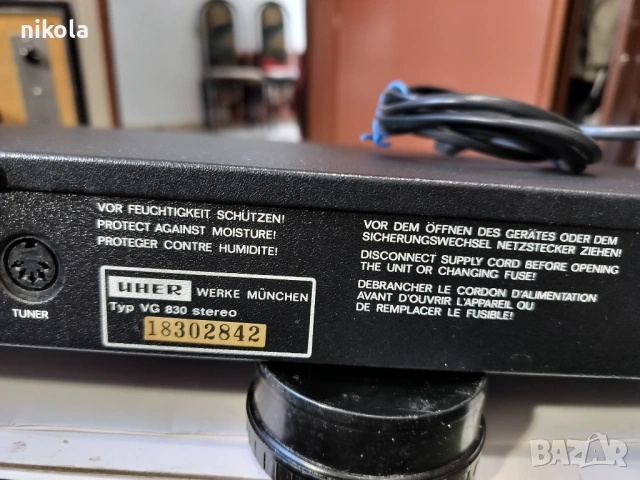 nikola
VOR FEUCHTIGKEIT SCHÜTZEN!
PROTECT AGAINST MOISTURE!
PROTEGER CONTRE HUMIDITE!
VOR DEM ÖFFNEN DES GERÄTES ODER DEM
SICHERUNGSWECHSEL NETZSTECKER ZIEHEN!
DISCONNECT SUPPLY CORD BEFORE OPENING
THE UNIT OR CHANGING FUSE!
DEBRANCHER LE CORDON D'ALIMENTATION
AVANT D'OUVRIR L'APPAREIL OU
DE REMPLACER LE FUSIBLE!
TUNER
UHER WERKE MÜNCHEN
Typ VG 830 stereo
18302842
BAZAR